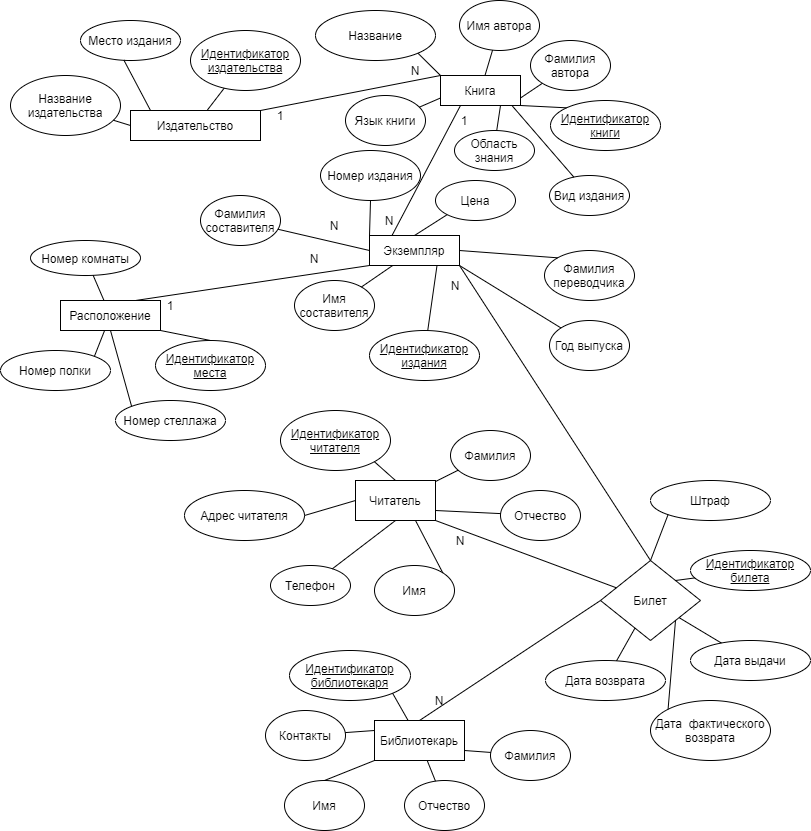 Место издания
Идентификатор
издательства
Название
издательства
Издательство
1
Название
Имя автора
Фамилия
автора
N
Книга
Язык книги
1
Идентификатор
книги
Область
знания
Вид издания
Номер издания
Цена
Фамилия
составителя
N
N
Экземпляр
N
N
Фамилия
переводчика
Имя
составителя
Идентификатор
издания
Год выпуска
Номер комнаты
1
Расположение
Номер полки
Идентификатор
места
Номер стеллажа
Идентификатор
читателя
Фамилия
Читатель
Адрес читателя
Отчество
N
Телефон
Имя
Штраф
Идентификатор
билета
Билет
Дата выдачи
Дата возврата
Дата фактического
возврата
Идентификатор
библиотекаря
N
Контакты
Библиотекарь
Фамилия
Имя
Отчество